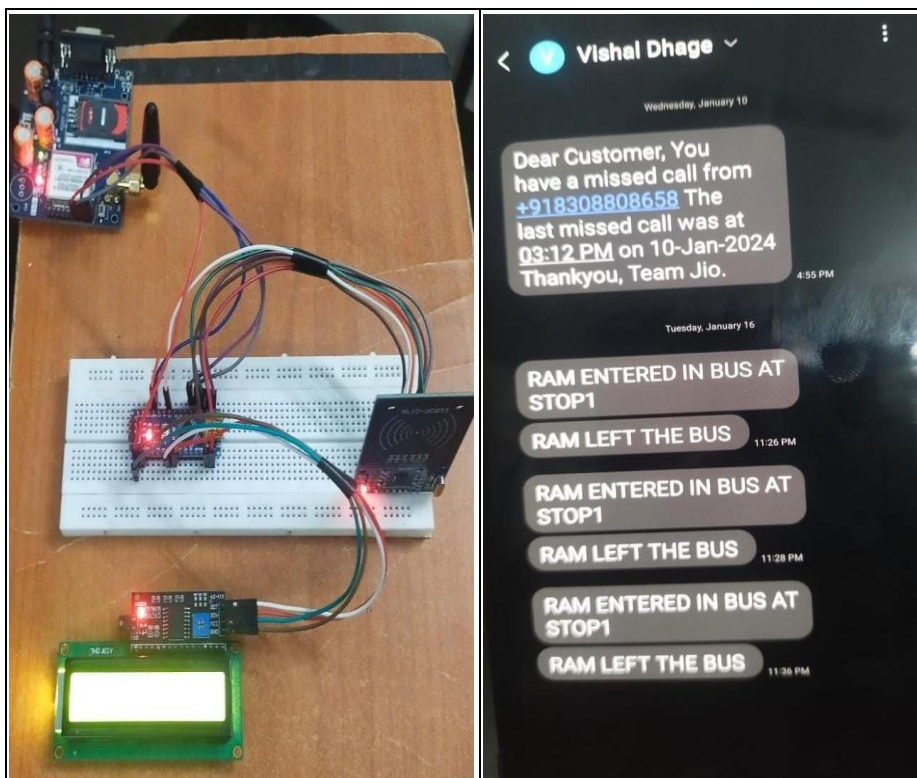 Vishal Dhage
Wednesday, January 10
Dear Customer, You
have a missed call from
+918308808658 The
last missed call was at
03:12 PM on 10-Jan-2024
Thankyou, Team Jio.
4:55 PM
Tuesday, January 16
RAM ENTERED IN BUS AT
STOP1
RAM LEFT THE BUS
11:26 PM
RAM ENTERED IN BUS AT
STOP1
RAM LEFT THE BUS
11:28 PM
RAM ENTERED IN BUS AT
STOP1
RAM LEFT THE BUS
11:36 PM